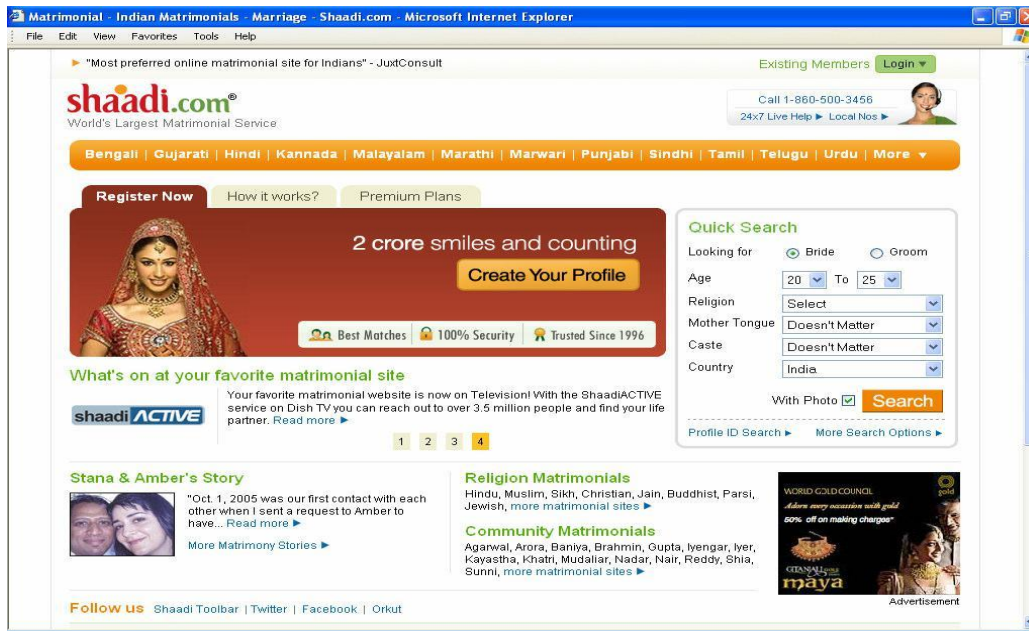 Matrimonial - Indian Matrimonials - Marriage - Shaadi.com - Microsoft Internet Explorer
File Edit View Favorites Tools Help
"Most preferred online matrimonial site for Indians" - JuxtConsult
Existing Members Login
shaadi.com®
World's Largest Matrimonial Service
Call 1-860-500-3456
24x7 Live Help Local Nos
Bengali | Gujarati | Hindi | Kannada | Malayalam | Marathi | Marwari | Punjabi | Sindhi | Tamil | Telugu | Urdu | More
Register Now How it works? Premium Plans
2 crore smiles and counting
Create Your Profile
Best Matches 100% Security Trusted Since 1996
Quick Search
Looking for Bride Groom
Age 20 To 25
Religion Select
Mother Tongue Doesn't Matter
Caste Doesn't Matter
Country India
With Photo Search
Profile ID Search More Search Options
What's on at your favorite matrimonial site
shaadi ACTIVE
Your favorite matrimonial website is now on Television! With the ShaadiACTIVE
service on Dish TV you can reach out to over 3.5 million people and find your life
partner. Read more
1 2 3 4
Stana & Amber's Story
"Oct. 1, 2005 was our first contact with each
other when I sent a request to Amber to
have... Read more
More Matrimony Stories
Religion Matrimonials
Hindu, Muslim, Sikh, Christian, Jain, Buddhist, Parsi,
Jewish, more matrimonial sites
Community Matrimonials
Agarwal, Arora, Baniya, Brahmin, Gupta, Iyengar, Iyer,
Kayastha, Khatri, Mudaliar, Nadar, Nair, Reddy, Shia,
Sunni, more matrimonial sites
WORLD GOLD COUNCIL
gold
Adorn every occasion with gold
50% off on making charges*
GITANJALI
maya
Advertisement
Follow us Shaadi Toolbar | Twitter | Facebook | Orkut